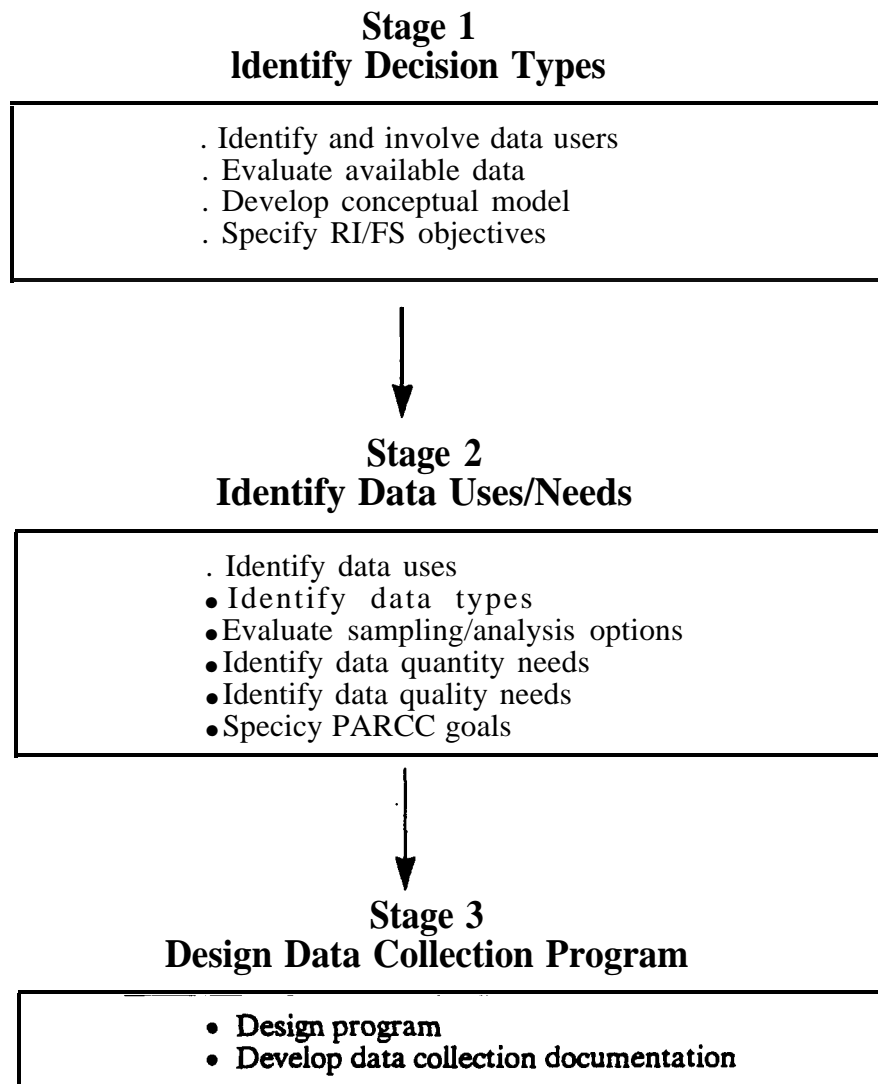 Stage 1
Identify Decision Types
. Identify and involve data users
. Evaluate available data
. Develop conceptual model
. Specify RI/FS objectives
Stage 2
Identify Data Uses/Needs
. Identify data uses
• Identify data types
• Evaluate sampling/analysis options
• Identify data quantity needs
• Identify data quality needs
• Specicy PARCC goals
Stage 3
Design Data Collection Program
• Design program
• Develop data collection documentation